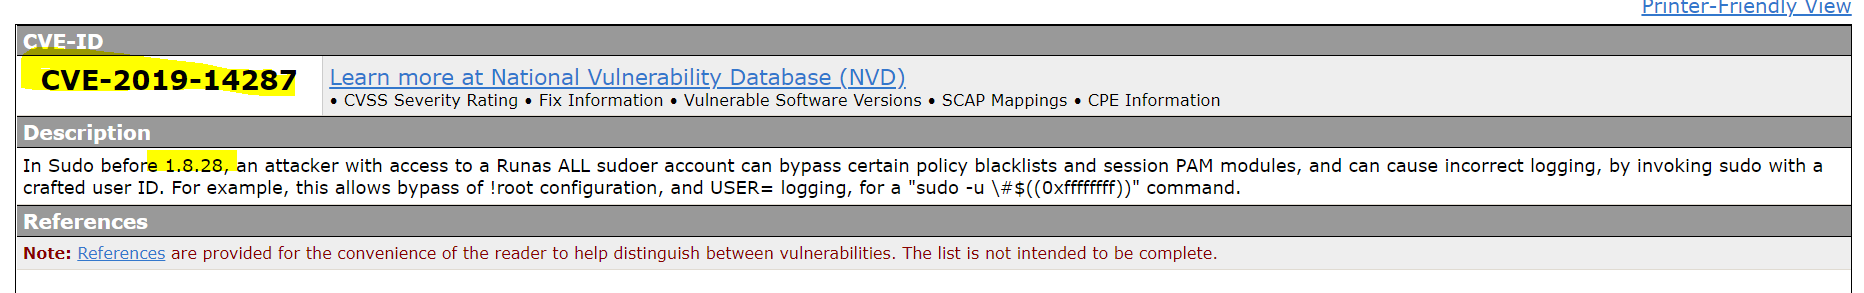 Printer-Friendly View
CVE-ID
CVE-2019-14287
Learn more at National Vulnerability Database (NVD)
• CVSS Severity Rating • Fix Information • Vulnerable Software Versions • SCAP Mappings • CPE Information
Description
In Sudo before 1.8.28, an attacker with access to a Runas ALL sudoer account can bypass certain policy blacklists and session PAM modules, and can cause incorrect logging, by invoking sudo with a
crafted user ID. For example, this allows bypass of !root configuration, and USER= logging, for a "sudo -u \#$((0xffffffff))" command.
References
Note: References are provided for the convenience of the reader to help distinguish between vulnerabilities. The list is not intended to be complete.